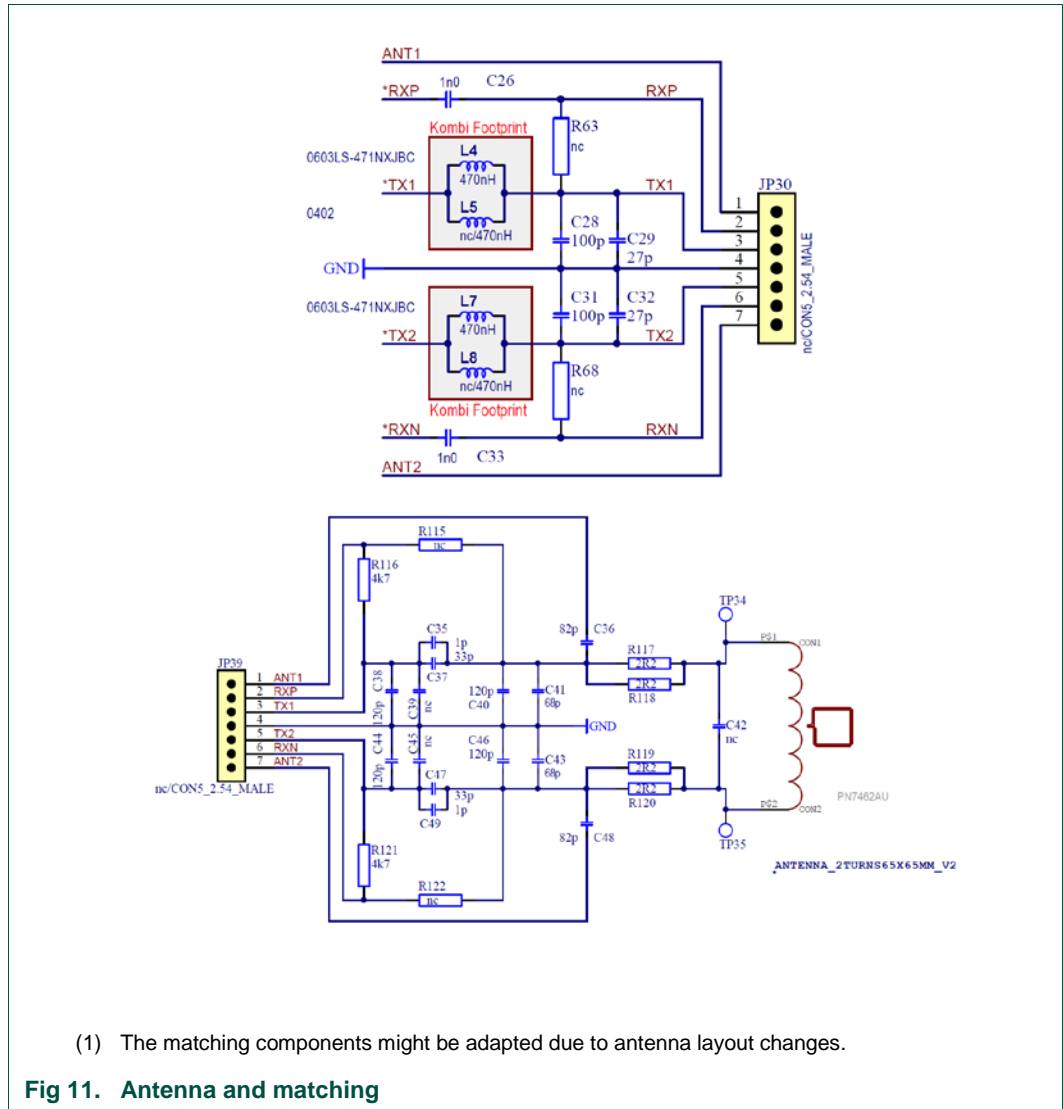 ANT1
1n0 C26
*RXP RXP
Kombi Footprint
R63
nc
0603LS-471NXJBC
L4
470nH
*TX1 TX1
JP30
0402
L5
nc/470nH
C28
100p
C29
27p
GND
1
2
3
4
5
6
7
nc/CON5_2.54_MALE
0603LS-471NXJBC
L7
470nH
C31
100p
C32
27p
*TX2 TX2
L8
nc/470nH
R68
nc
Kombi Footprint
*RXN RXN
1n0 C33
ANT2
R115
nc
R116
4k7
TP34
C35
1p
82p C36
PS1 CON1
R117
2R2
33p
C37
JP39
1 ANT1
2 RXP
3 TX1
4
5 TX2
6 RXN
7 ANT2
nc/CON5_2.54_MALE
120p C38
C39 nc
120p
C40
C41
68p
2R2
R118
C42
nc
GND
120p C44
C45 nc
C46
120p
C43
68p
R119
2R2
C47
33p
2R2
R120
C49 1p
82p C48
PN7462AU
PS2 CON2
TP35
R121
4k7
R122
nc
ANTENNA_2TURNS65X65MM_V2
(1) The matching components might be adapted due to antenna layout changes.
Fig 11. Antenna and matching